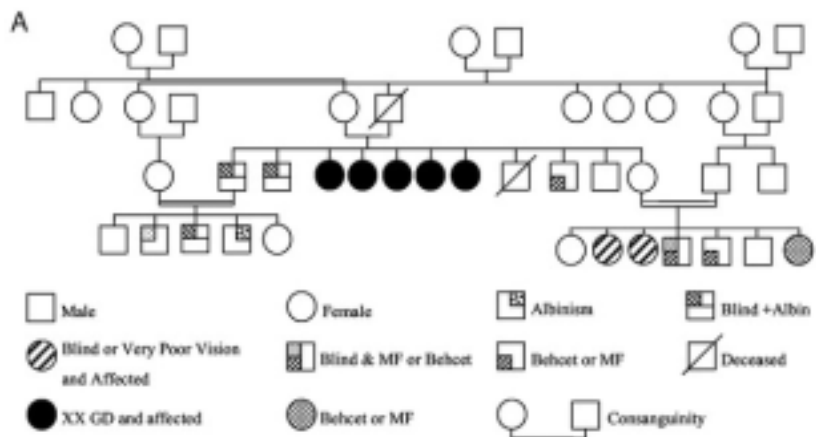 A
Male
Female
Albinism
Blind +Albin
Blind or Very Poor Vision
and Affected
Blind & MF or Behcet
Behcet or MF
Deceased
XX GD and affected
Behcet or MF
Consanguinity